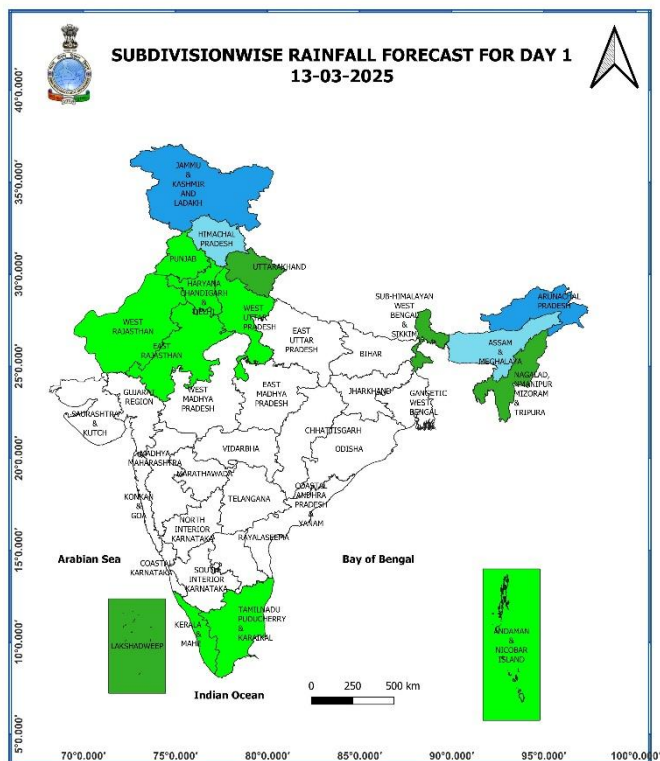 SUBDIVISIONWISE RAINFALL FORECAST FOR DAY 1
13-03-2025
40°0.000'
35°0.000'
30°0.000'
25°0.000'
20°0.000'
15°0.000'
10°0.000'
5°0.000'
JAMMU
&
KASHMIR
AND
LADAKH
HIMACHAL
PRADESH
PUNJAB
UTTARAKHAND
HARYANA
CHANDIGARH
&
DELHI
WEST
UTTAR
PRADESH
WEST
RAJASTHAN
EAST
RAJASTHAN
EAST
UTTAR
PRADESH
SUB-HIMALAYAN
WEST
BENGAL
&
SIKKIM
ARUNACHAL
PRADESH
ASSAM
&
MEGHALAYA
NAGALAD,
MANIPUR
MIZORAM
&
TRIPURA
BIHAR
GUJARAT
REGION
WEST
MADHYA
PRADESH
EAST
MADHYA
PRADESH
JHARKHAND
GANGETIC
WEST
BENGAL
SAURASHTRA
&
KUTCH
CHHATTISGARH
ODISHA
MADHYA
MAHARASHTRA
VIDARBHA
MARATHAWADA
KONKAN
&
GOA
TELANGANA
COASTAL
ANDHRA
PRADESH
&
YANAM
NORTH
INTERIOR
KARNATAKA
RAYALASEEMA
Arabian Sea
Bay of Bengal
COASTAL
KARNATAKA
SOUTH
INTERIOR
KARNATAKA
LAKSHADWEEP
KERALA
&
MAHE
TAMILNADU
PUDUCHERRY
&
KARAIKAL
ANDAMAN
&
NICOBAR
ISLAND
Indian Ocean
0 250 500 km
70°0.000' 75°0.000' 80°0.000' 85°0.000' 90°0.000' 95°0.000' 100°0.000'